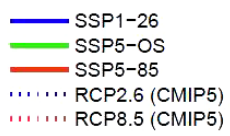 SSP1−26
SSP5−OS
SSP5−85
RCP2.6 (CMIP5)
RCP8.5 (CMIP5)